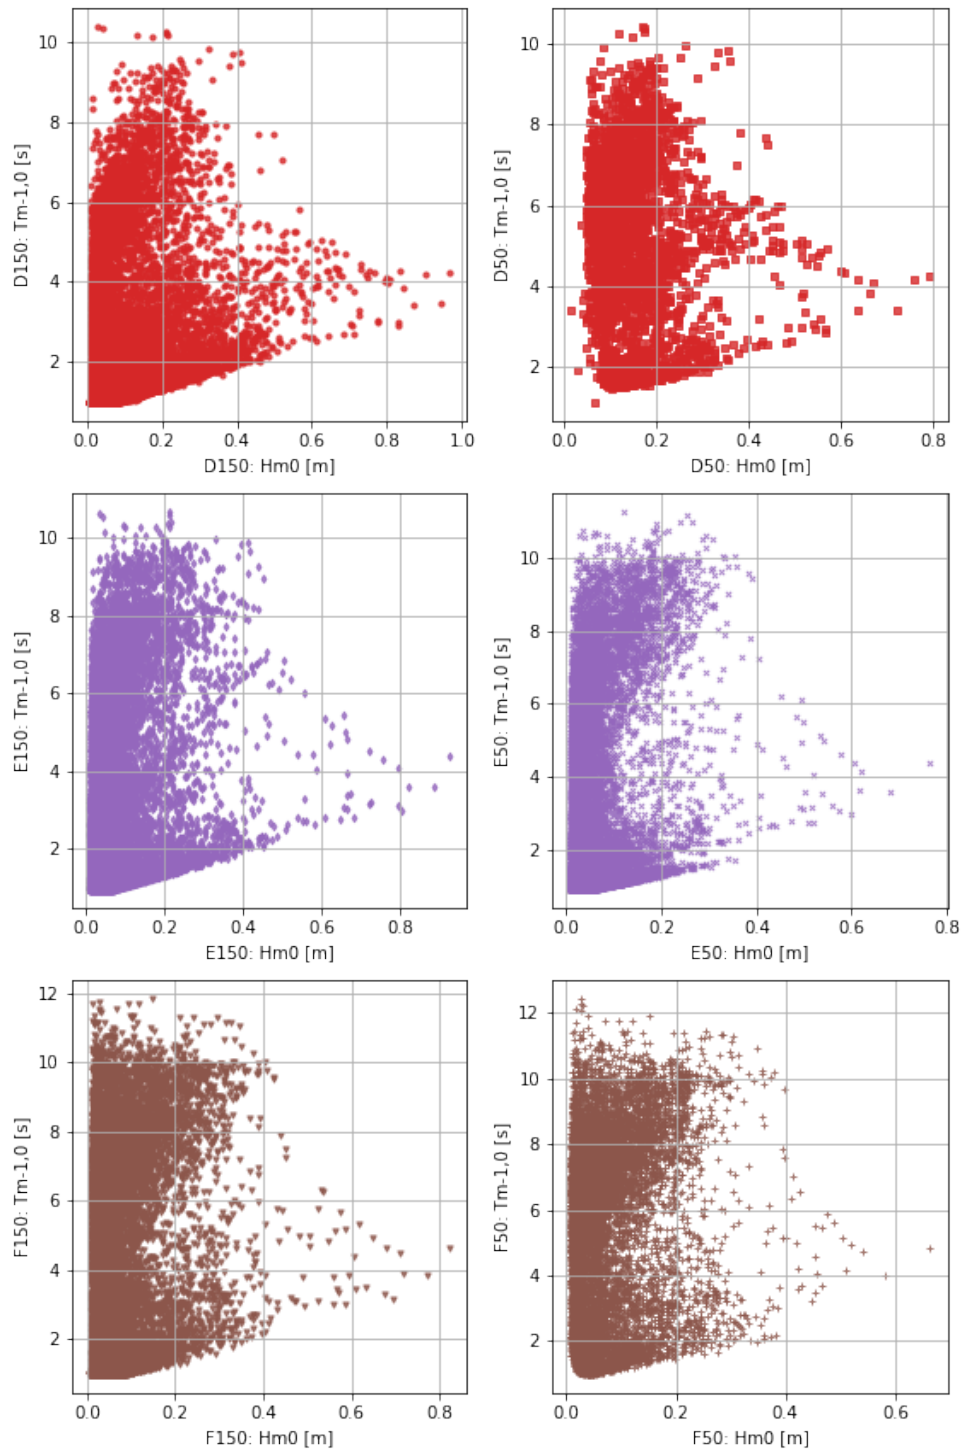 10
8
6
4
2
D150: Tm-1,0 [s]
0.0 0.2 0.4 0.6 0.8 1.0
D150: Hm0 [m]
10
8
6
4
2
D50: Tm-1,0 [s]
0.0 0.2 0.4 0.6 0.8
D50: Hm0 [m]
10
8
6
4
2
E150: Tm-1,0 [s]
0.0 0.2 0.4 0.6 0.8
E150: Hm0 [m]
10
8
6
4
2
E50: Tm-1,0 [s]
0.0 0.2 0.4 0.6 0.8
E50: Hm0 [m]
12
10
8
6
4
2
F150: Tm-1,0 [s]
0.0 0.2 0.4 0.6 0.8
F150: Hm0 [m]
12
10
8
6
4
2
F50: Tm-1,0 [s]
0.0 0.2 0.4 0.6
F50: Hm0 [m]